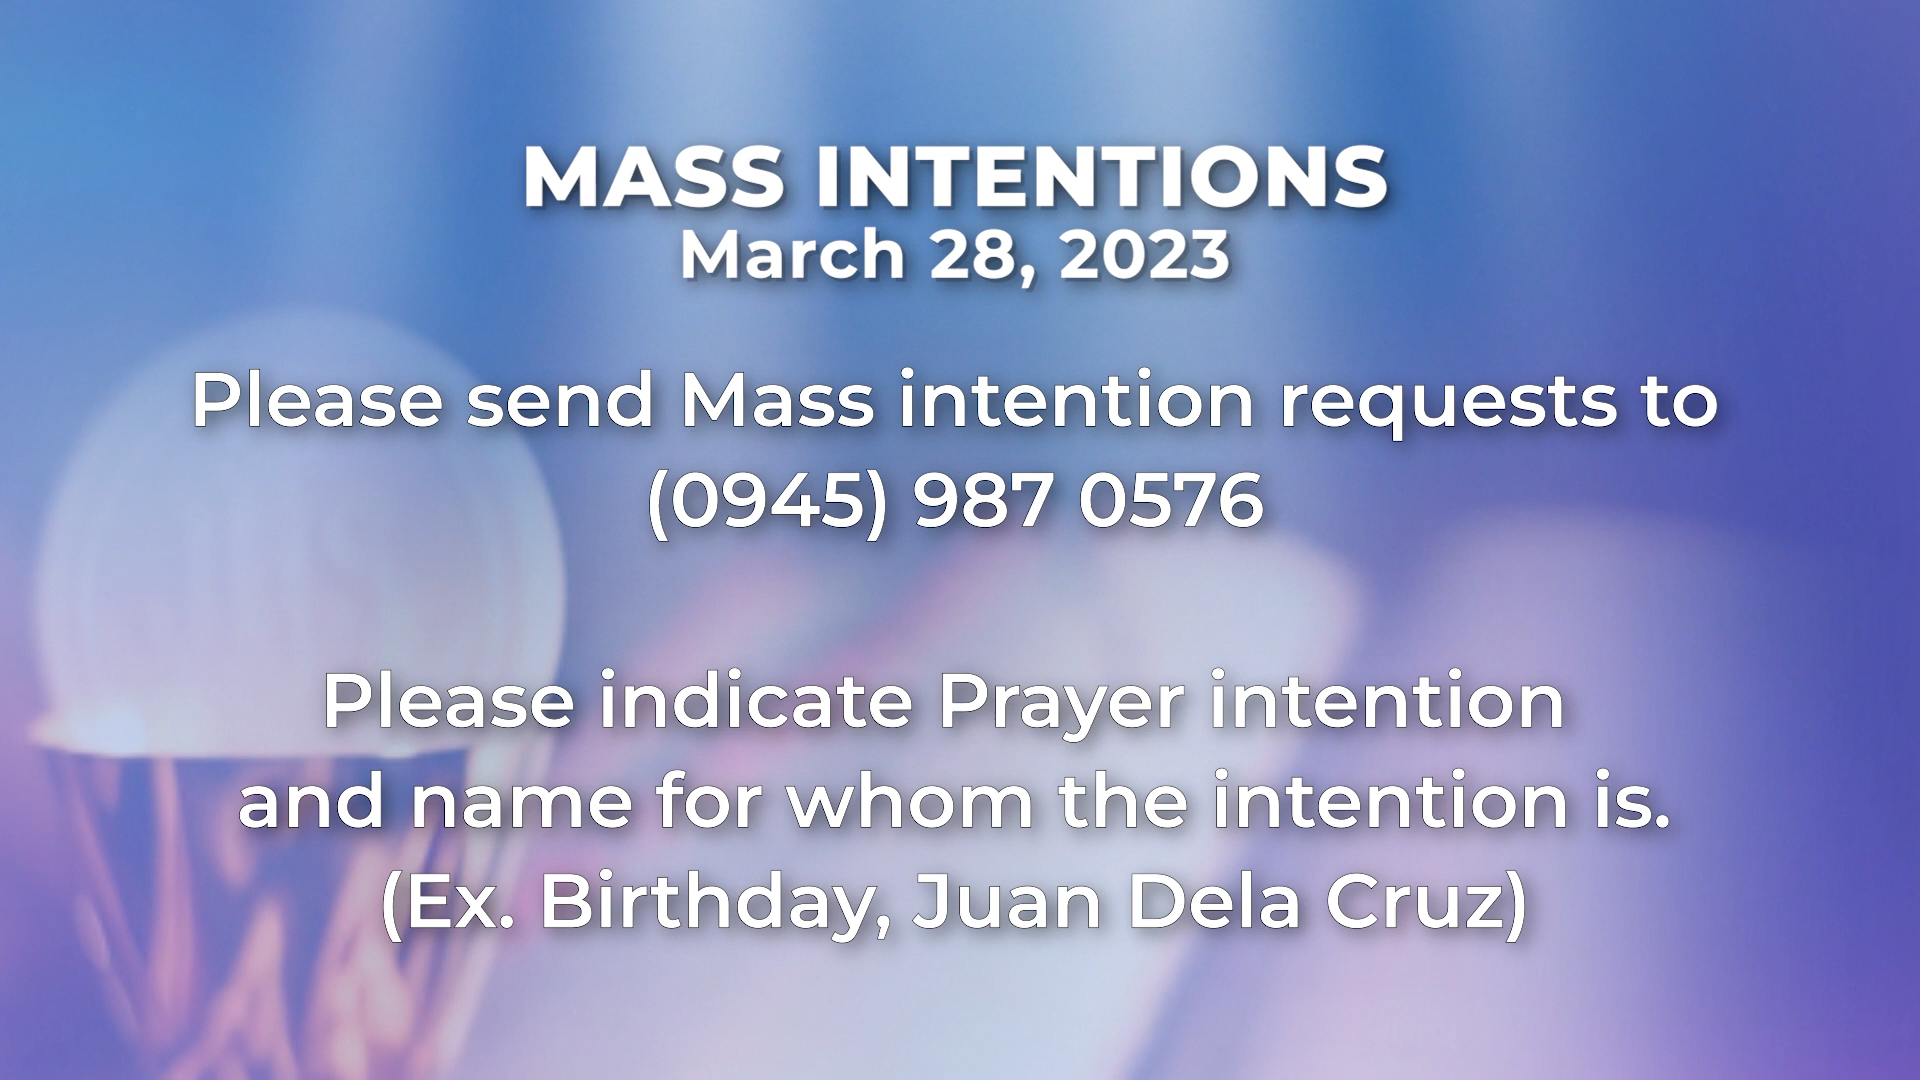 MASS INTENTIONS
March 28, 2023
Please send Mass intention requests to
(0945) 987 0576
Please indicate Prayer intention
and name for whom the intention is.
(Ex. Birthday, Juan Dela Cruz)